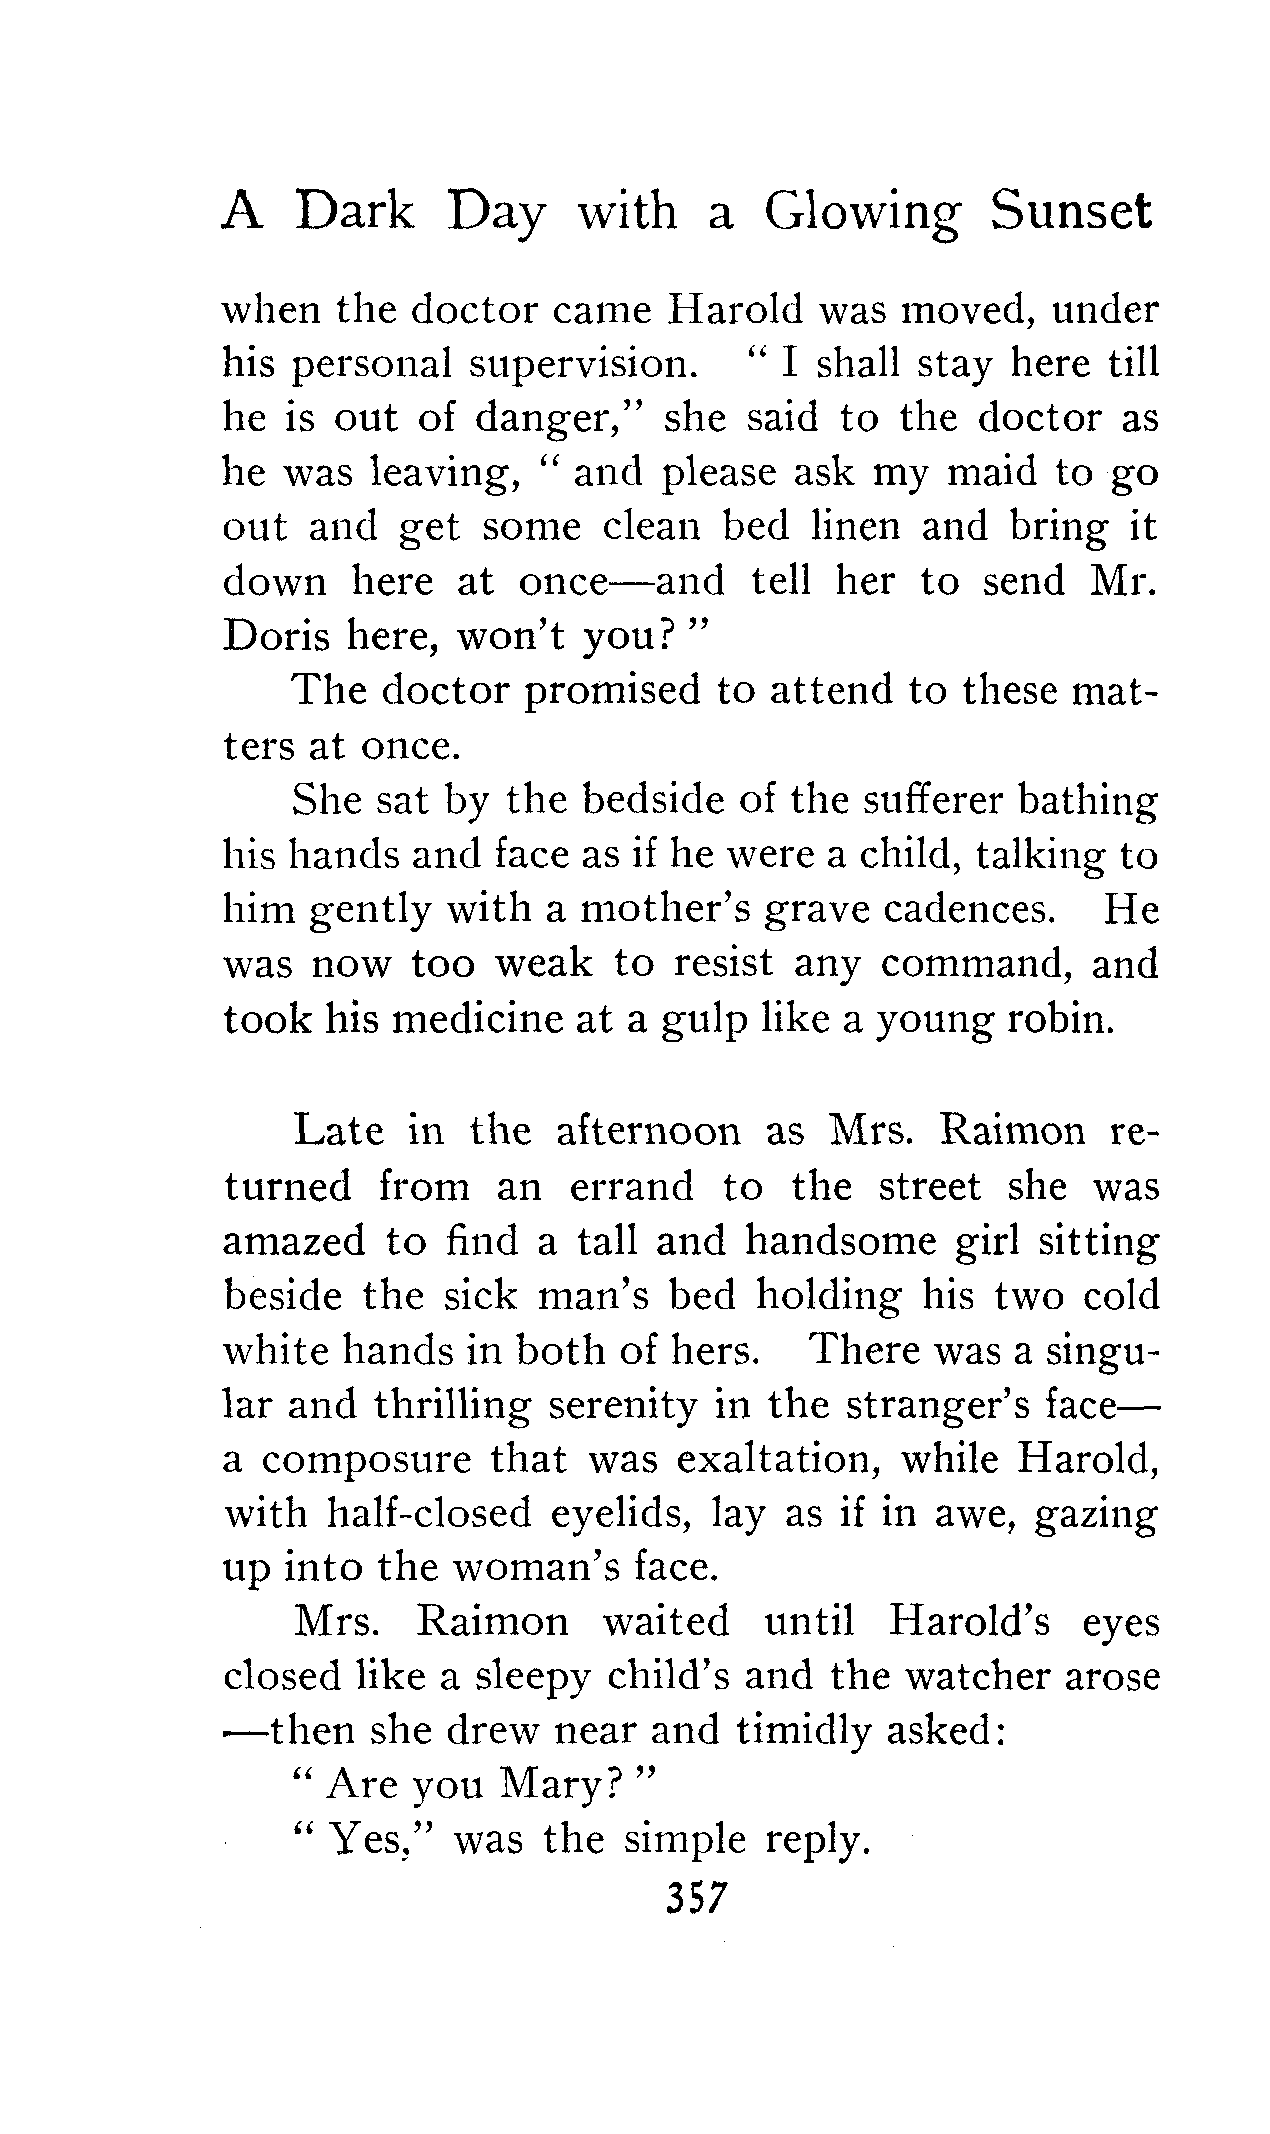 A Dark Day with a Glowing Sunset
when the doctor came Harold was moved, under
his personal supervision. " I shall stay here till
he is out of danger," she said to the doctor as
he was leaving, " and please ask my maid to go
out and get some clean bed linen and bring it
down here at once—and tell her to send Mr.
Doris here, won't you? "
The doctor promised to attend to these mat-
ters at once.
She sat by the bedside of the sufferer bathing
his hands and face as if he were a child, talking to
him gently with a mother's grave cadences. He
was now too weak to resist any command, and
took his medicine at a gulp like a young robin.
Late in the afternoon as Mrs. Raimon re-
turned from an errand to the street she was
amazed to find a tall and handsome girl sitting
beside the sick man's bed holding his two cold
white hands in both of hers. There was a singu-
lar and thrilling serenity in the stranger's face—
a composure that was exaltation, while Harold,
with half-closed eyelids, lay as if in awe, gazing
up into the woman's face.
Mrs. Raimon waited until Harold's eyes
closed like a sleepy child's and the watcher arose
—then she drew near and timidly asked:
" Are you Mary? "
" Yes," was the simple reply.
357